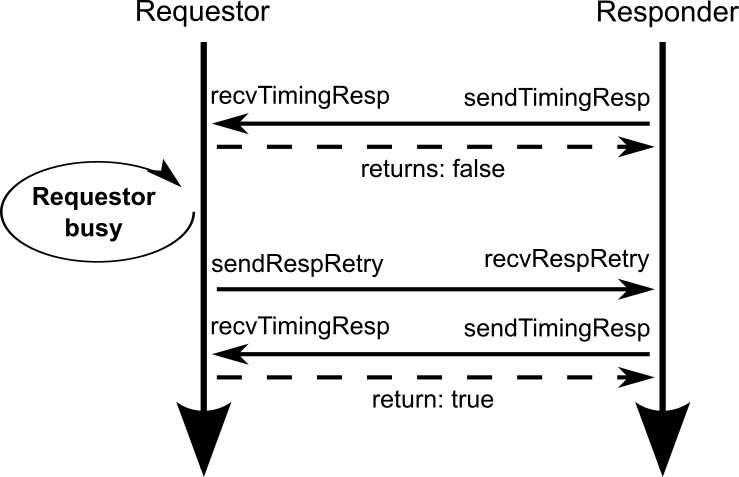 Requestor Responder
recvTimingResp sendTimingResp
returns: false
Requestor
busy
sendRespRetry recvRespRetry
recvTimingResp sendTimingResp
return: true